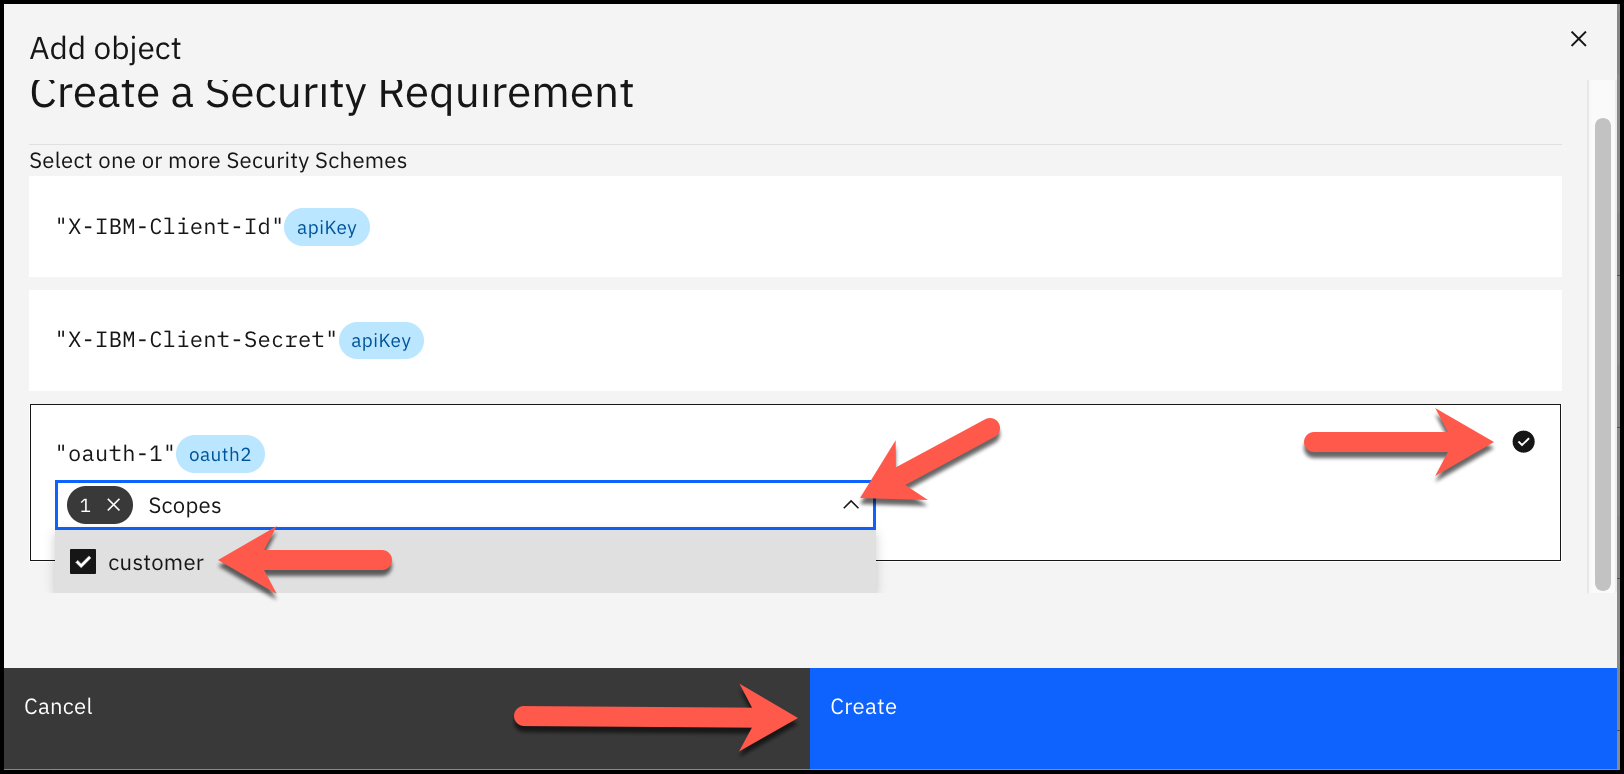 Add object
Create a Security Requirement
Select one or more Security Schemes
"X-IBM-Client-Id" apiKey
"X-IBM-Client-Secret" apiKey
"oauth-1" oauth2
1 Scopes
customer
Cancel
Create